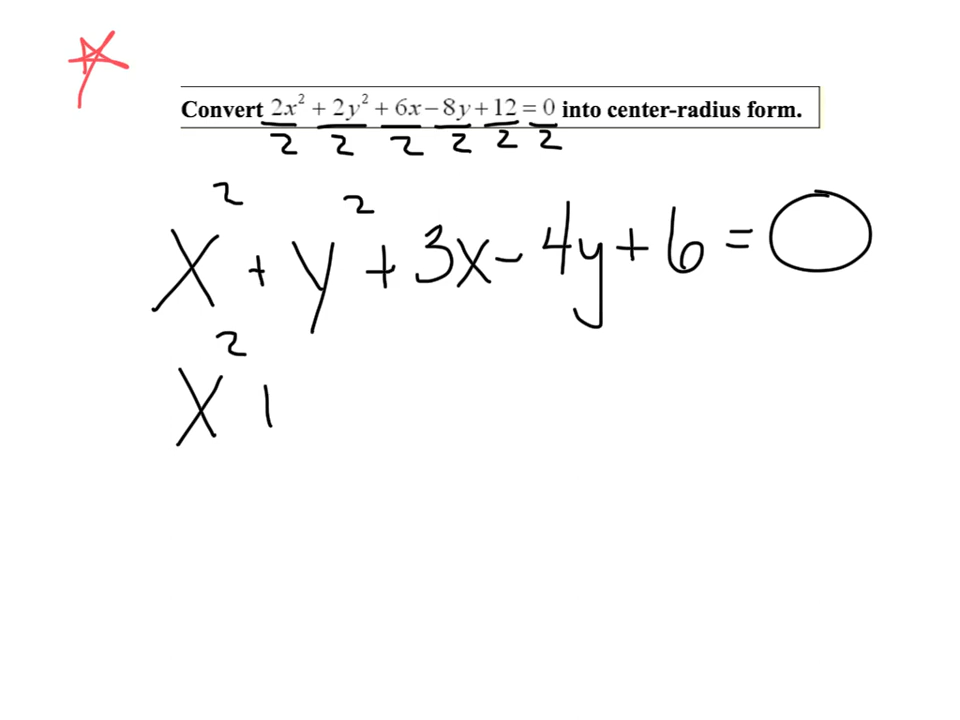 Convert 2x² + 2y² + 6x − 8y + 12 = 0 into center-radius form.
2 2 2 2 2 2
x² + y² + 3x - 4y + 6 = 0
x² |